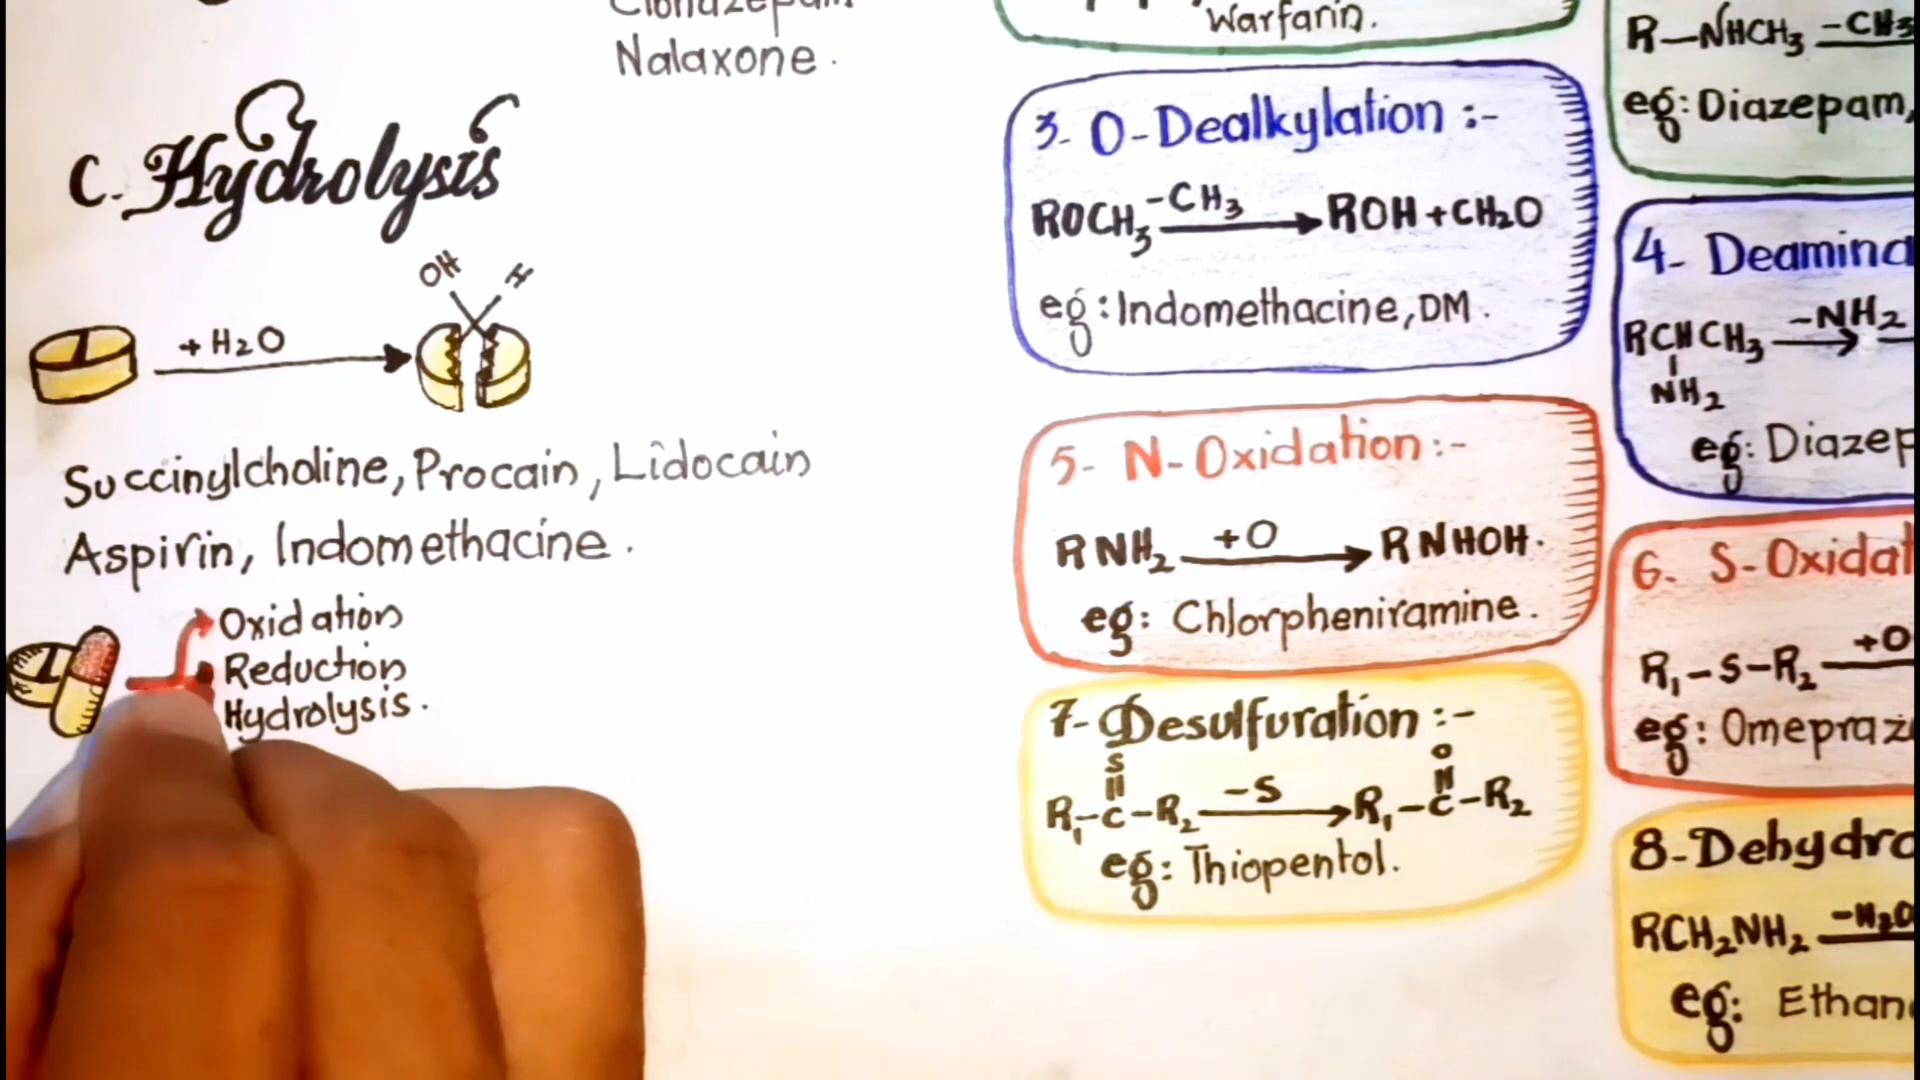 Clonazepam
Nalaxone.
C. Hydrolysis
+H2O
OH H
Succinylcholine, Procain, Lidocain
Aspirin, Indomethacine.
Oxidation
Reduction
Hydrolysis.
Warfarin.
3- O-Dealkylation :-
ROCH3 -CH3 ROH+CH2O
eg: Indomethacine, DM.
5- N-Oxidation :-
RNH2 +O RNHOH.
eg: Chlorpheniramine.
7- Desulfuration :-
S O
R1-C-R2 -S R1-C-R2
eg: Thiopentol.
R-NHCH3 -CH3
eg: Diazepam,
4- Deamina
RCHCH3 -NH2
NH2
eg: Diazep
6. S-Oxidat
R1-S-R2 +O
eg: Omepraz
8- Dehydro
RCH2NH2 -H2O
eg: Ethan